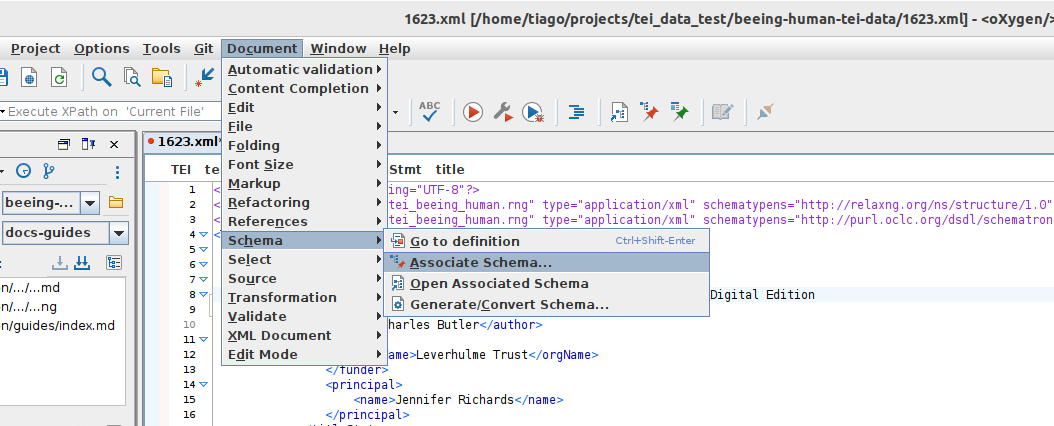 1623.xml [/home/tiago/projects/tei_data_test/beeing-human-tei-data/1623.xml] - <oXygen/>
Project Options Tools Git Document Window Help
Execute XPath on 'Current File'
ABC
Automatic validation
Content Completion
Edit
File
Folding
Font Size
Markup
Refactoring
References
Schema
Select
Source
Transformation
Validate
XML Document
Edit Mode
Go to definition Ctrl+Shift-Enter
Associate Schema...
Open Associated Schema
Generate/Convert Schema...
beeing-...
docs-guides
n/.../...md
n/.../...ng
n/guides/index.md
1623.xml*
TEI te Stmt title
1 < ing="UTF-8"?>
2 < tei_beeing_human.rng" type="application/xml" schematypens="http://relaxng.org/ns/structure/1.0"
3 < tei_beeing_human.rng" type="application/xml" schematypens="http://purl.oclc.org/dsdl/schematron
4 <
5
6
7
8 Digital Edition
9
10 harles Butler</author>
11
12 ame>Leverhulme Trust</orgName>
13 </funder>
14 <principal>
15 <name>Jennifer Richards</name>
16 </principal>